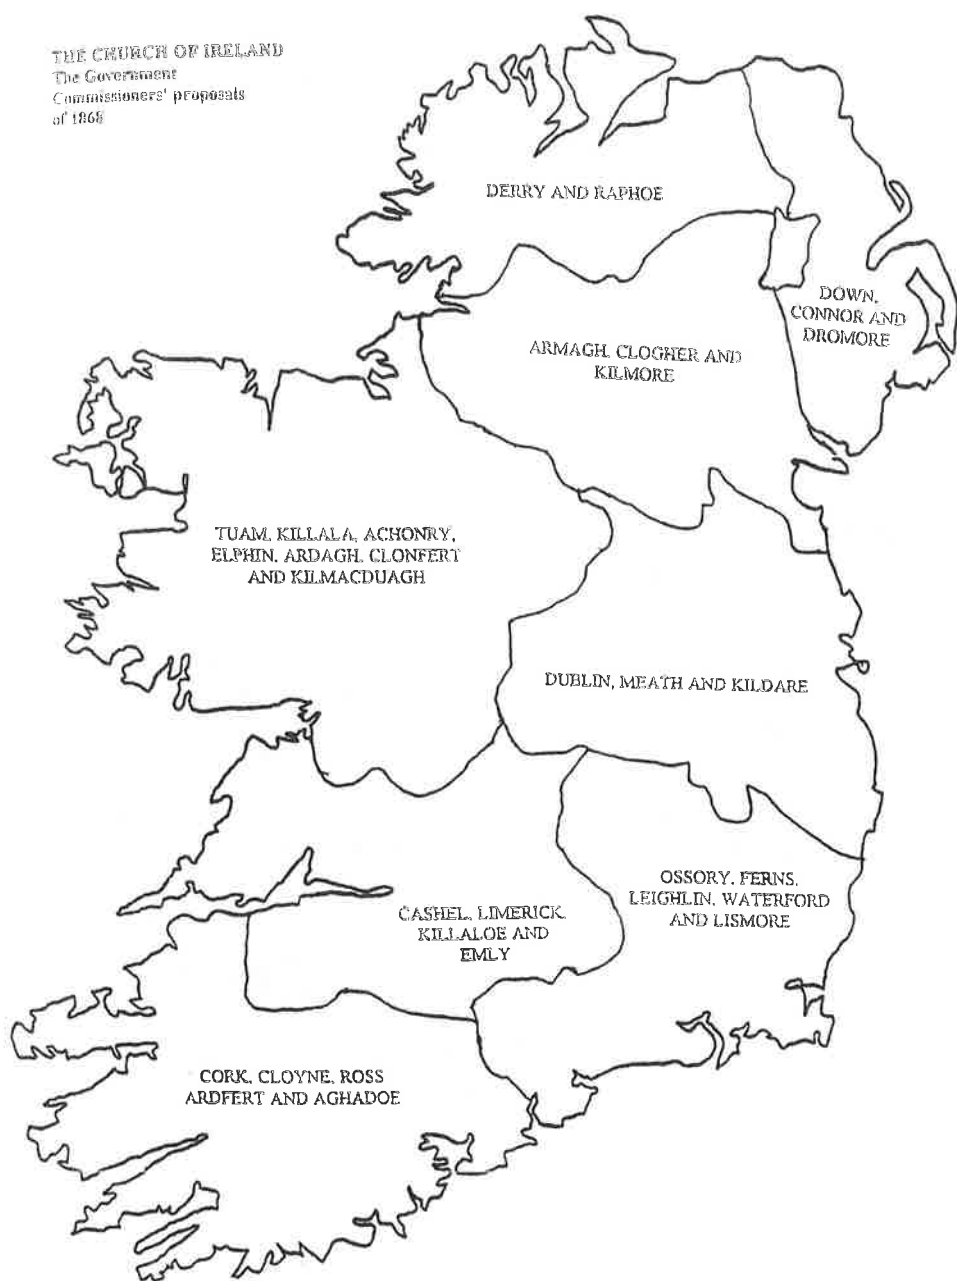 THE CHURCH OF IRELAND
The Government
Commissioners' proposals
of 1868
DERRY AND RAPHOE
DOWN,
CONNOR AND
DROMORE
ARMAGH, CLOGHER AND
KILMORE
TUAM, KILLALA, ACHONRY,
ELPHIN, ARDAGH, CLONFERT
AND KILMACDUAGH
DUBLIN, MEATH AND KILDARE
OSSORY, FERNS,
LEIGHLIN, WATERFORD
AND LISMORE
CASHEL, LIMERICK,
KILLALOE AND
EMLY
CORK, CLOYNE, ROSS
ARDFERT AND AGHADOE